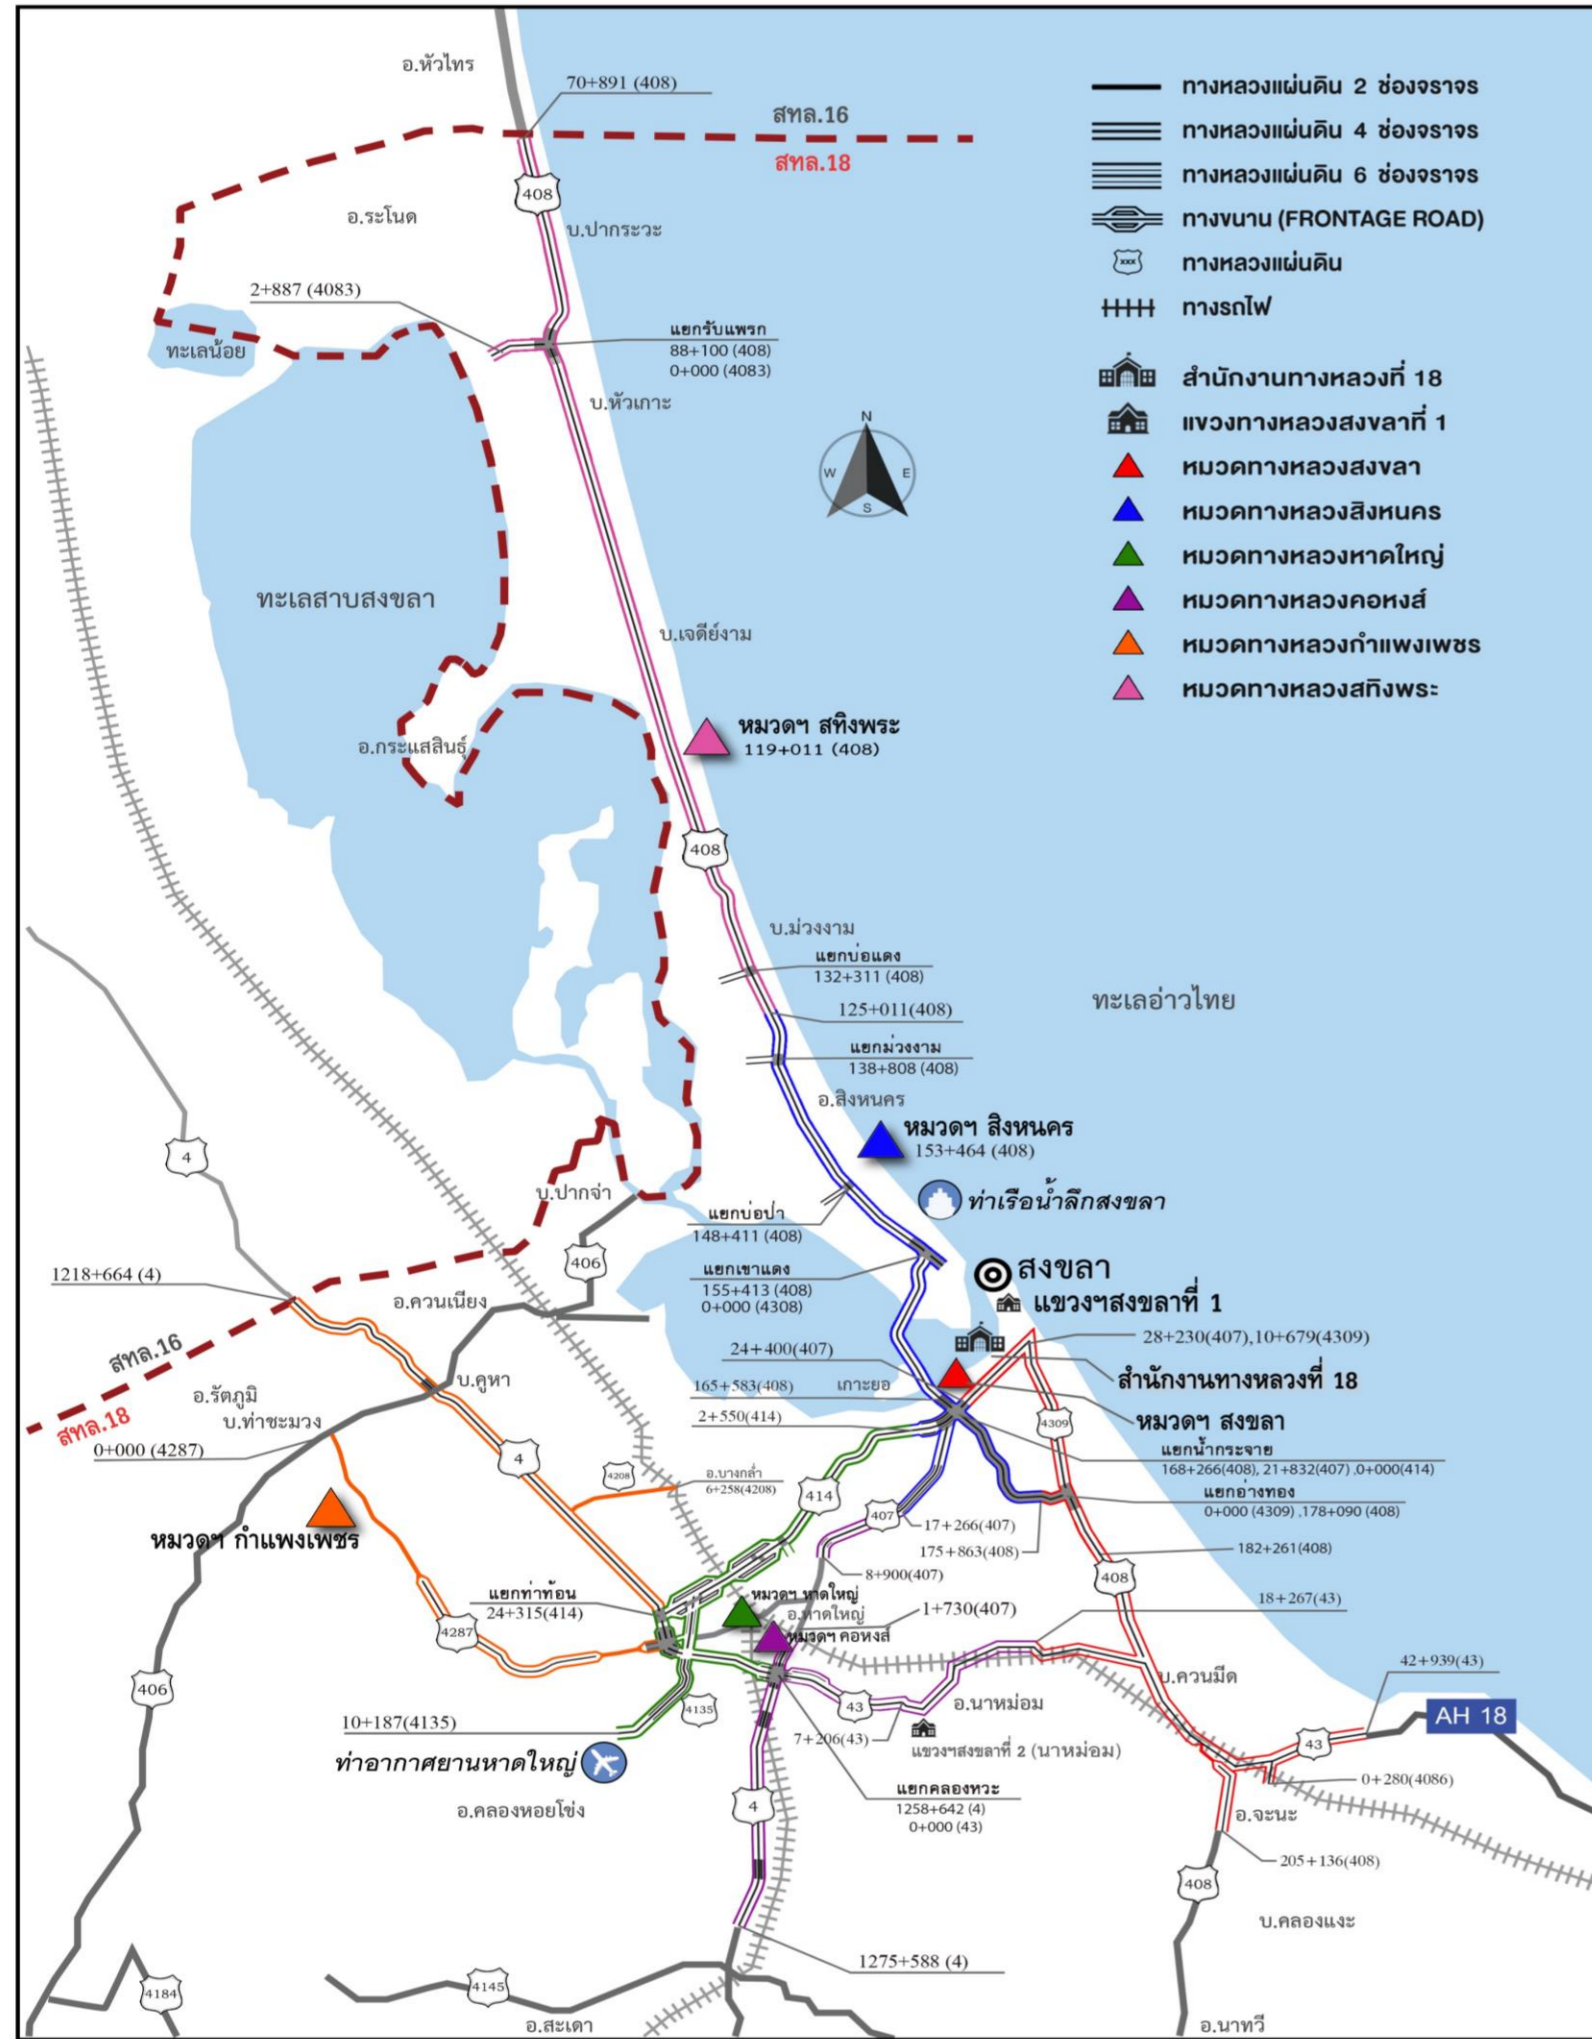 อ.หัวไทร
70+891 (408)
สทล.16
สทล.18
408
อ.ระโนด
บ.ปากระวะ
2+887 (4083)
ทะเลน้อย
แยกรับแพรก
88+100 (408)
0+000 (4083)
บ.หัวเกาะ
N
W
E
S
ทางหลวงแผ่นดิน 2 ช่องจราจร
ทางหลวงแผ่นดิน 4 ช่องจราจร
ทางหลวงแผ่นดิน 6 ช่องจราจร
ทางขนาน (FRONTAGE ROAD)
xxx
ทางหลวงแผ่นดิน
ทางรถไฟ
สำนักงานทางหลวงที่ 18
แขวงทางหลวงสงขลาที่ 1
หมวดทางหลวงสงขลา
หมวดทางหลวงสิงหนคร
หมวดทางหลวงหาดใหญ่
หมวดทางหลวงคอหงส์
หมวดทางหลวงกำแพงเพชร
หมวดทางหลวงสทิงพระ
ทะเลสาบสงขลา
บ.เจดีย์งาม
อ.กระแสสินธุ์
หมวดฯ สทิงพระ
119+011 (408)
408
บ.ม่วงงาม
แยกบ่อแดง
132+311 (408)
125+011(408)
ทะเลอ่าวไทย
แยกม่วงงาม
138+808 (408)
อ.สิงหนคร
หมวดฯ สิงหนคร
153+464 (408)
4
บ.ปากจ่า
ท่าเรือน้ำลึกสงขลา
แยกบ่อป่า
148+411 (408)
406
แยกเขาแดง
155+413 (408)
0+000 (4308)
สงขลา
แขวงฯสงขลาที่ 1
1218+664 (4)
อ.ควนเนียง
28+230(407),10+679(4309)
24+400(407)
สทล.16
สทล.18
อ.รัตภูมิ
บ.ท่าชะมวง
บ.คูหา
165+583(408)
เกาะยอ
สำนักงานทางหลวงที่ 18
2+550(414)
4309
หมวดฯ สงขลา
0+000 (4287)
4
4208
อ.บางกล่ำ
6+258(4208)
แยกน้ำกระจาย
168+266(408), 21+832(407) .0+000(414)
414
แยกอ่างทอง
0+000 (4309) .178+090 (408)
407
17+266(407)
หมวดฯ กำแพงเพชร
175+863(408)
182+261(408)
8+900(407)
408
แยกท่าท้อน
24+315(414)
หมวดฯ หาดใหญ่
อ.หาดใหญ่
1+730(407)
18+267(43)
4287
หมวดฯ คอหงส์
406
บ.ควนมีด
42+939(43)
4135
43
อ.นาหม่อม
AH 18
10+187(4135)
7+206(43)
แขวงฯสงขลาที่ 2 (นาหม่อม)
43
ท่าอากาศยานหาดใหญ่
0+280(4086)
แยกคลองหวะ
1258+642 (4)
0+000 (43)
อ.คลองหอยโข่ง
4
อ.จะนะ
205+136(408)
408
บ.คลองแงะ
1275+588 (4)
4184
4145
อ.สะเดา
อ.นาทวี